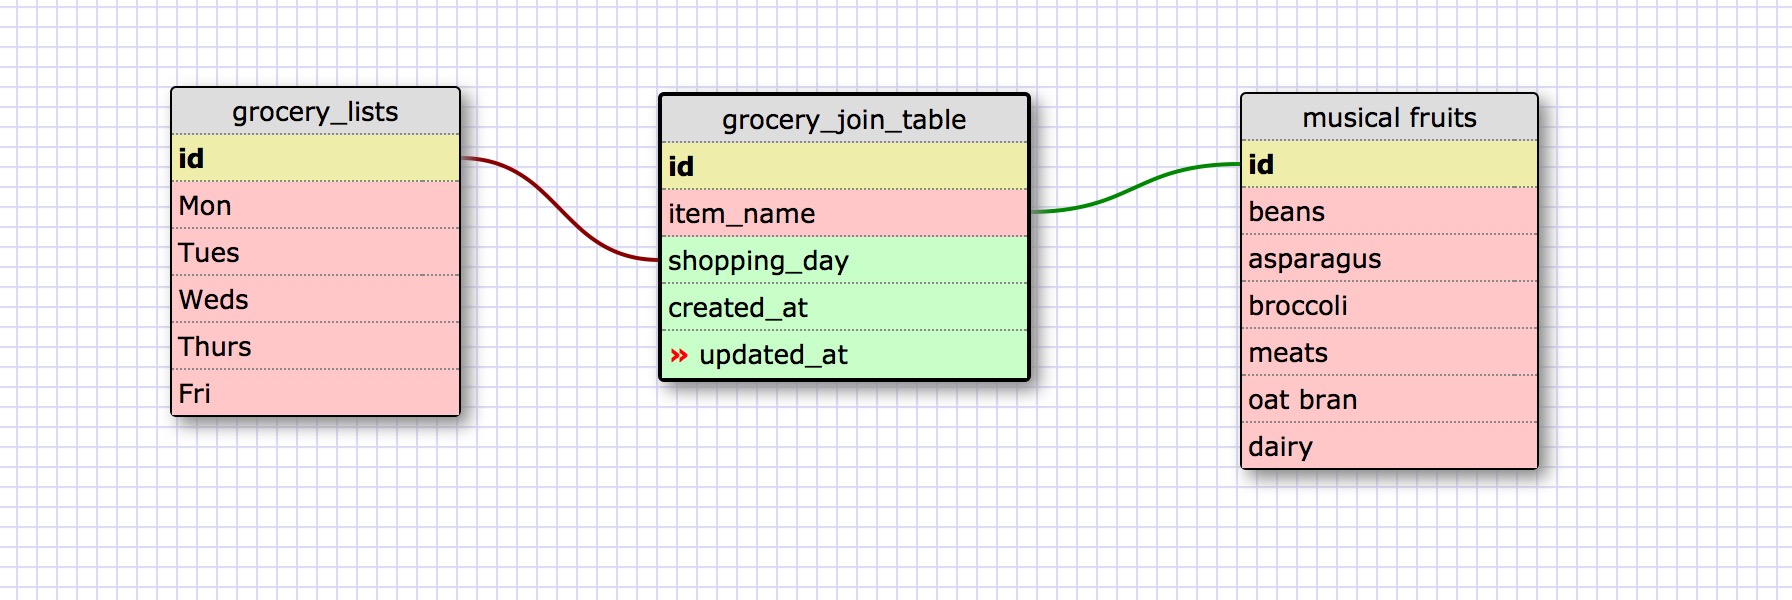 grocery_lists
id
Mon
Tues
Weds
Thurs
Fri
grocery_join_table
id
item_name
shopping_day
created_at
» updated_at
musical fruits
id
beans
asparagus
broccoli
meats
oat bran
dairy